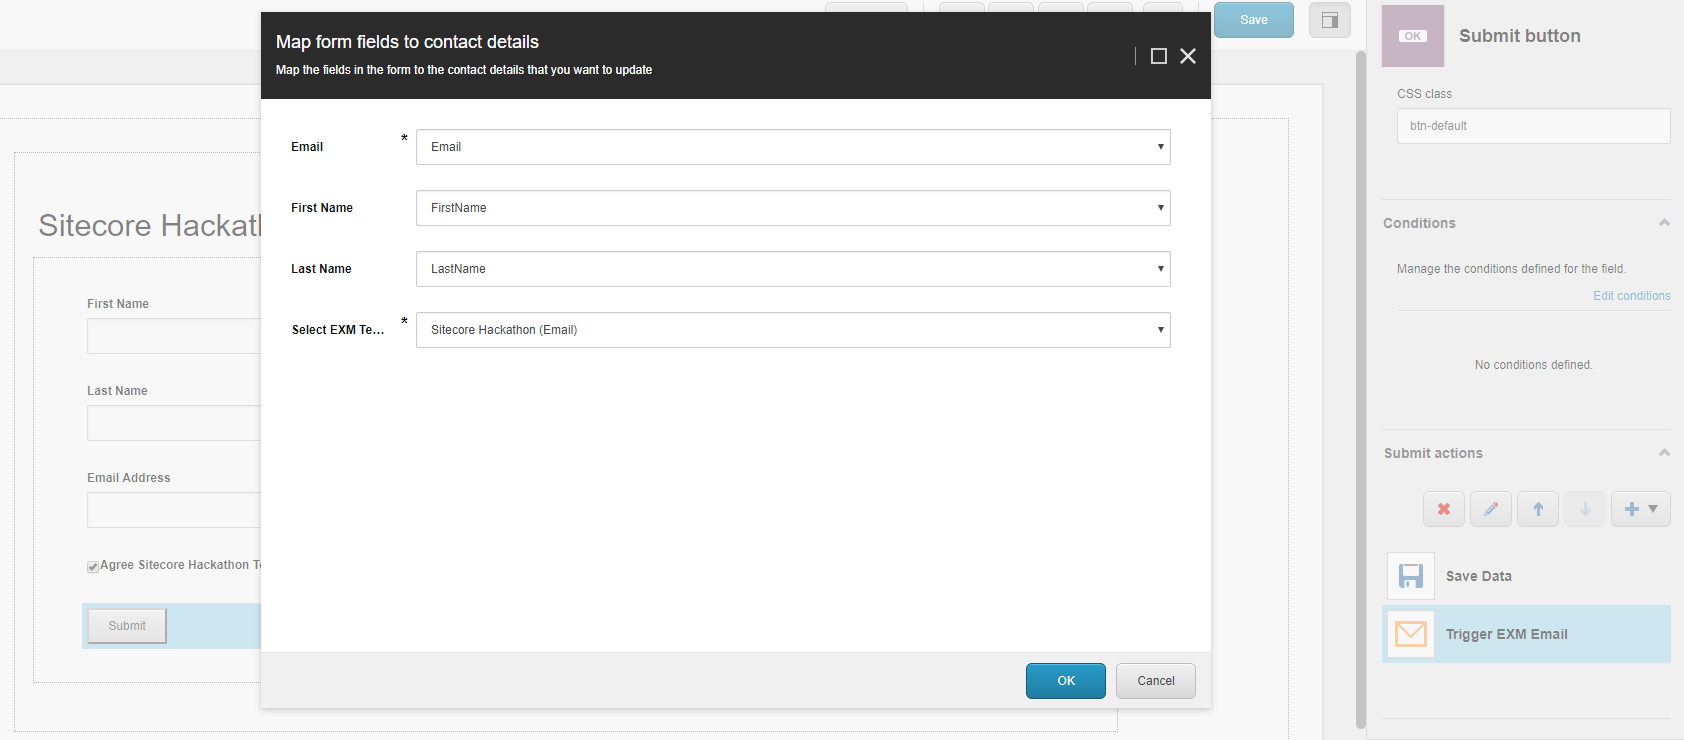 Save
OK
Submit button
Map form fields to contact details
Map the fields in the form to the contact details that you want to update
CSS class
btn-default
Email
*
Email
First Name
FirstName
Last Name
LastName
Select EXM Te...
*
Sitecore Hackathon (Email)
OK
Cancel
Sitecore Hackath
First Name
Last Name
Email Address
Agree Sitecore Hackathon Te
Submit
Conditions
Manage the conditions defined for the field.
Edit conditions
No conditions defined.
Submit actions
Save Data
Trigger EXM Email